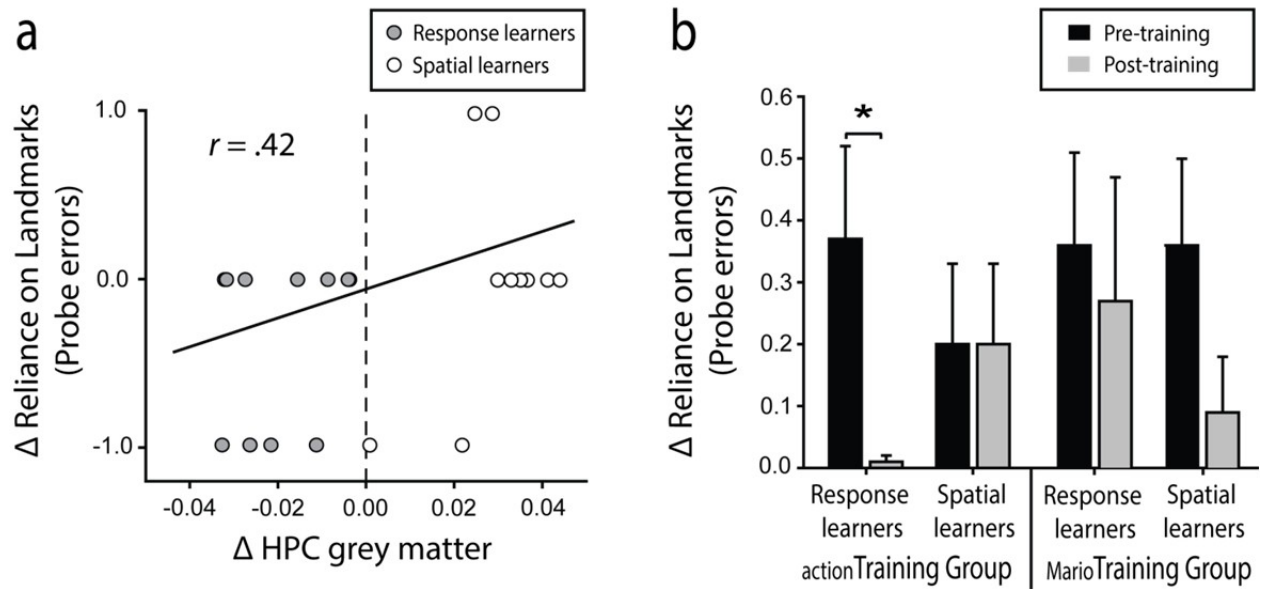 a
Response learners
Spatial learners
Δ Reliance on Landmarks
(Probe errors)
1.0
0.0
-1.0
r = .42
-0.04
-0.02
0.00
0.02
0.04
Δ HPC grey matter
b
Pre-training
Post-training
Δ Reliance on Landmarks
(Probe errors)
0.6
0.5
0.4
0.3
0.2
0.1
0.0
*
Response
learners
Spatial
learners
Response
learners
Spatial
learners
actionTraining Group
MarioTraining Group